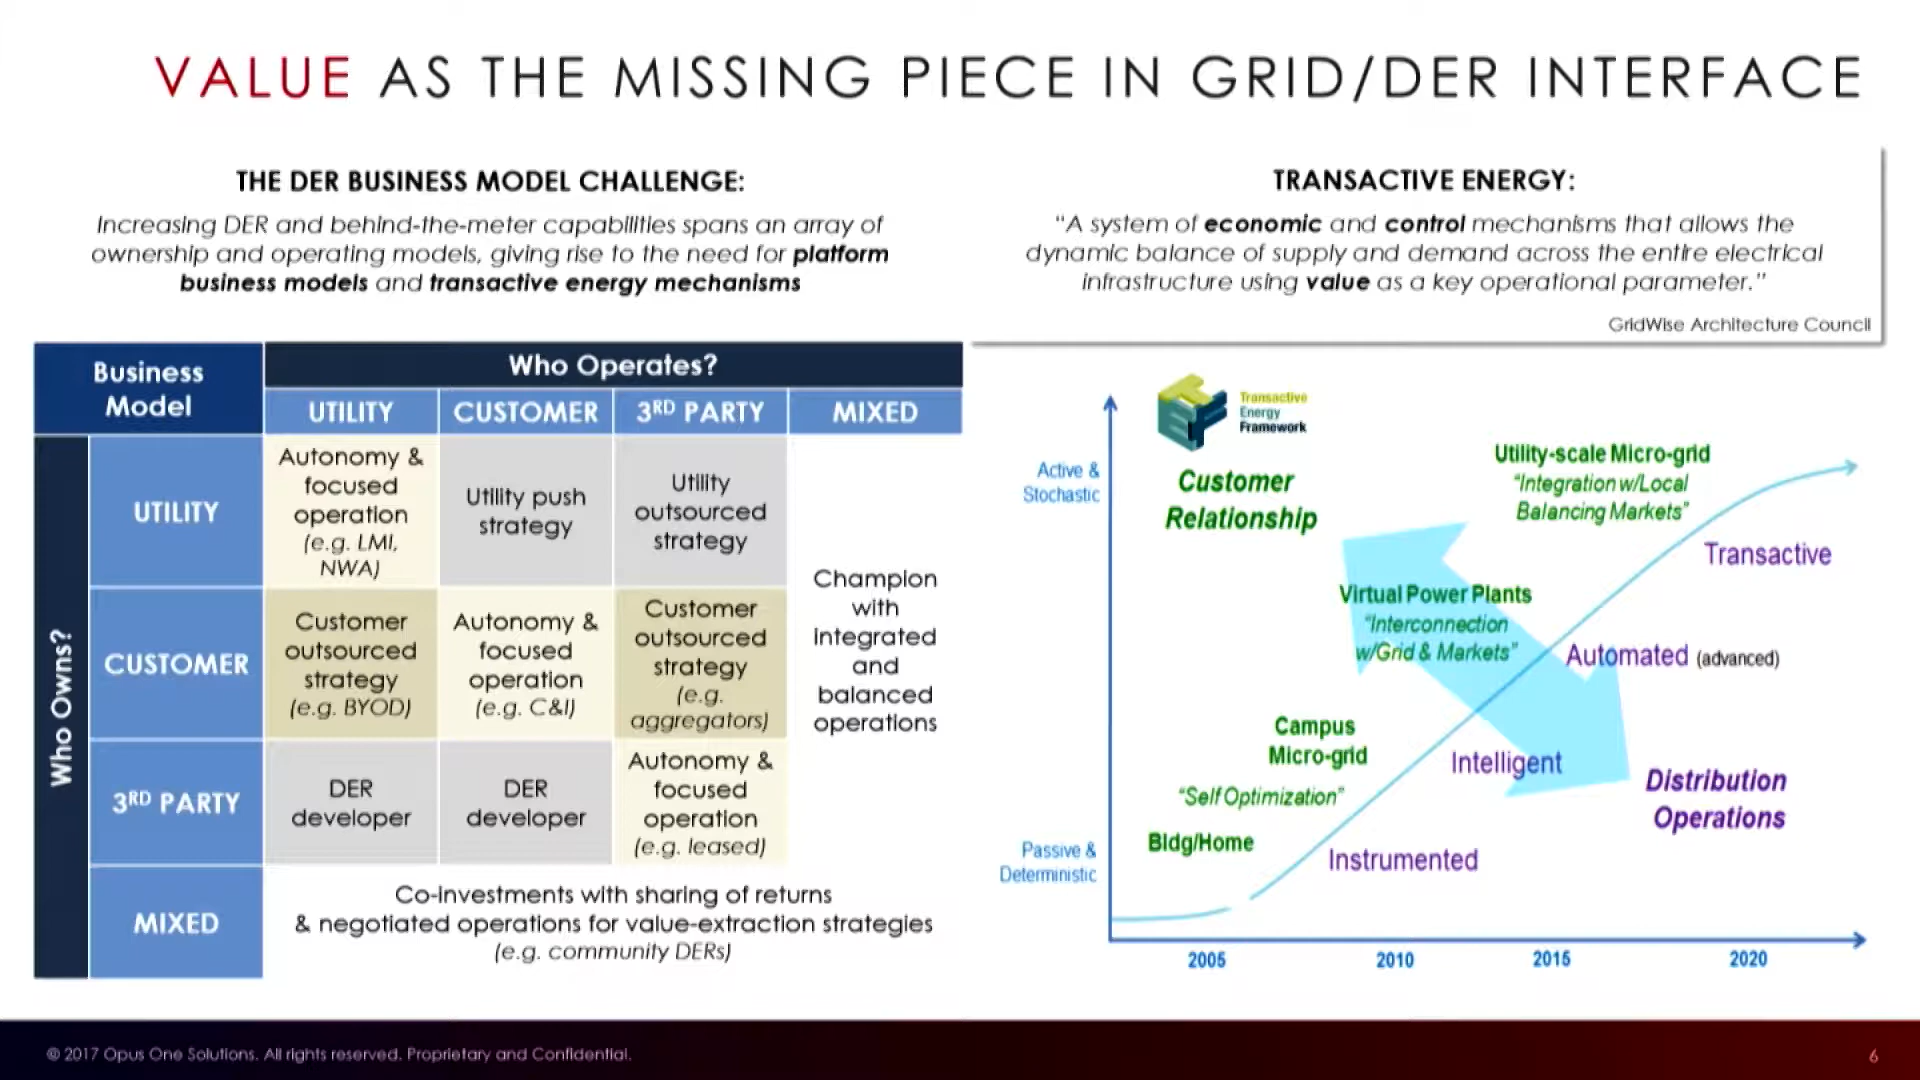 VALUE AS THE MISSING PIECE IN GRID/DER INTERFACE
THE DER BUSINESS MODEL CHALLENGE:
Increasing DER and behind-the-meter capabilities spans an array of
ownership and operating models, giving rise to the need for platform
business models and transactive energy mechanisms
TRANSACTIVE ENERGY:
"A system of economic and control mechanisms that allows the
dynamic balance of supply and demand across the entire electrical
infrastructure using value as a key operational parameter."
GridWise Architecture Council
Business
Model
Who Operates?
UTILITY
CUSTOMER
3RD PARTY
MIXED
Who Owns?
UTILITY
Autonomy &
focused
operation
(e.g. LMI,
NWA)
Utility push
strategy
Utility
outsourced
strategy
Champion
with
integrated
and
balanced
operations
CUSTOMER
Customer
outsourced
strategy
(e.g. BYOD)
Autonomy &
focused
operation
(e.g. C&I)
Customer
outsourced
strategy
(e.g.
aggregators)
3RD PARTY
DER
developer
DER
developer
Autonomy &
focused
operation
(e.g. leased)
MIXED
Co-investments with sharing of returns
& negotiated operations for value-extraction strategies
(e.g. community DERs)
TEF
Transactive
Energy
Framework
Active &
Stochastic
Customer
Relationship
Utility-scale Micro-grid
"Integration w/Local
Balancing Markets"
Transactive
Virtual Power Plants
"Interconnection
w/Grid & Markets"
Automated (advanced)
Campus
Micro-grid
Intelligent
"Self Optimization"
Distribution
Operations
Bldg/Home
Instrumented
Passive &
Deterministic
2005
2010
2015
2020
© 2017 Opus One Solutions. All rights reserved. Proprietary and Confidential.
6